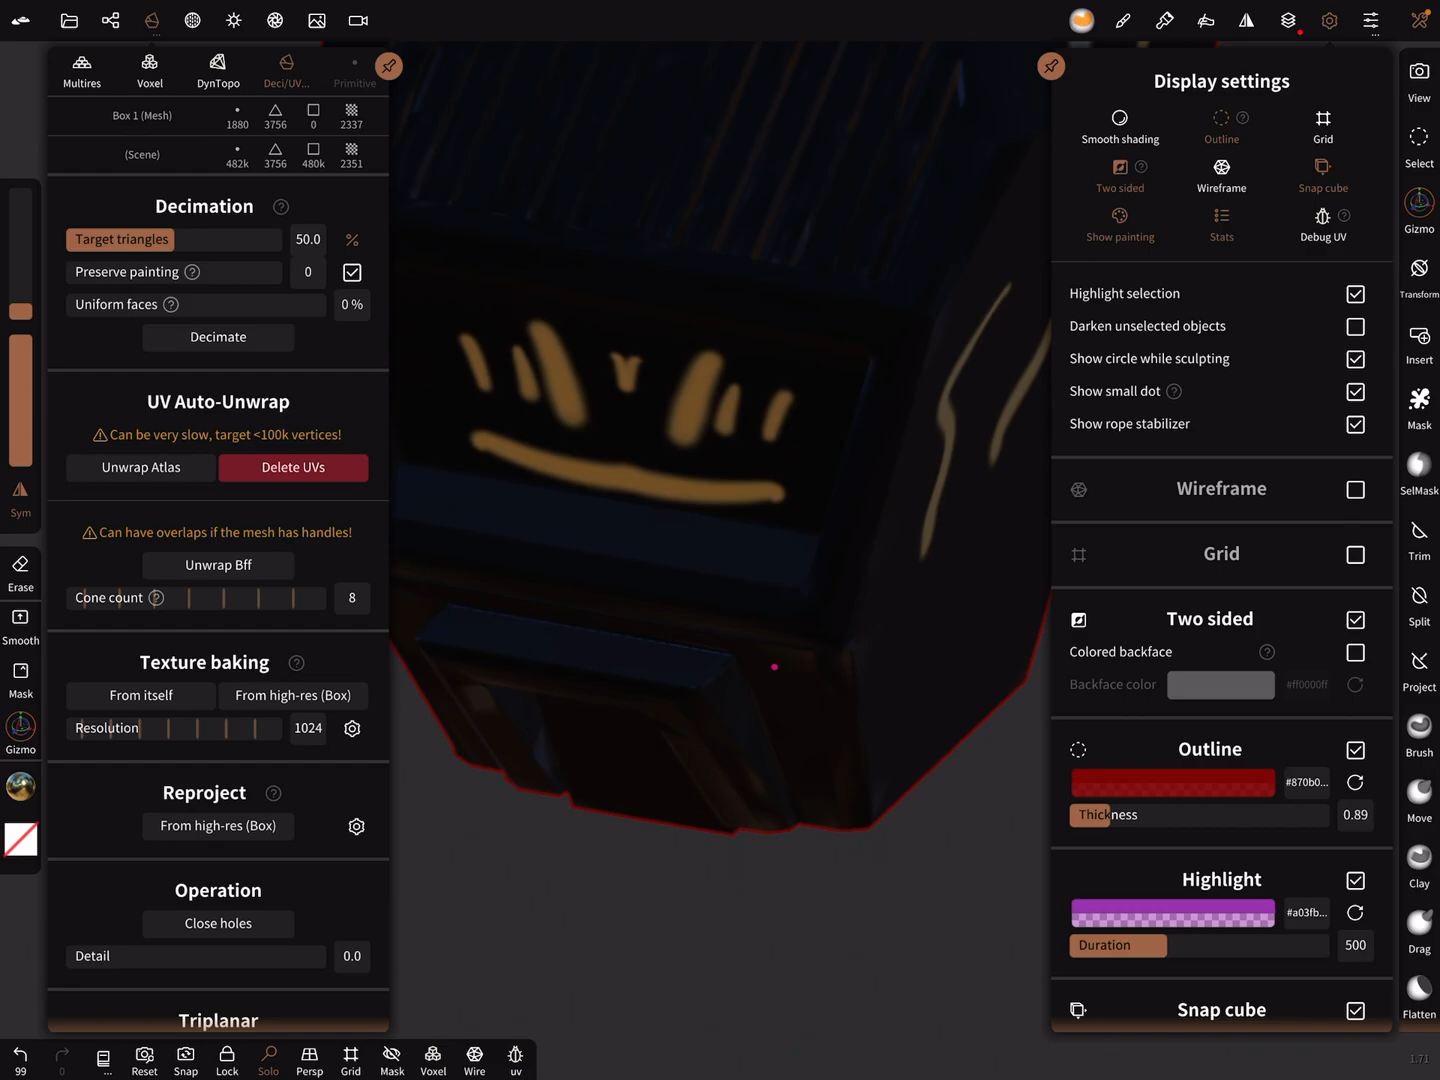 Multires Voxel DynTopo Deci/UV... Primitive
Box 1 (Mesh) 1880 3756 0 2337
(Scene) 482k 3756 480k 2351
Decimation ?
Target triangles 50.0 %
Preserve painting ? 0
Uniform faces ? 0 %
Decimate
UV Auto-Unwrap
Can be very slow, target <100k vertices!
Unwrap Atlas Delete UVs
Can have overlaps if the mesh has handles!
Unwrap Bff
Cone count ? 8
Texture baking ?
From itself From high-res (Box)
Resolution 1024
Reproject ?
From high-res (Box)
Operation
Close holes
Detail 0.0
Triplanar
Sym
Erase
Smooth
Mask
Gizmo
Display settings
Smooth shading Outline ? Grid
Two sided ? Wireframe Snap cube
Show painting Stats Debug UV ?
Highlight selection
Darken unselected objects
Show circle while sculpting
Show small dot ?
Show rope stabilizer
Wireframe
Grid
Two sided
Colored backface ?
Backface color #ff0000ff
Outline
#870b0...
Thickness 0.89
Highlight
#a03fb...
Duration 500
Snap cube
View
Select
Gizmo
Transform
Insert
Mask
SelMask
Trim
Split
Project
Brush
Move
Clay
Drag
Flatten
99 0 ... Reset Snap Lock Solo Persp Grid Mask Voxel Wire uv
1.71